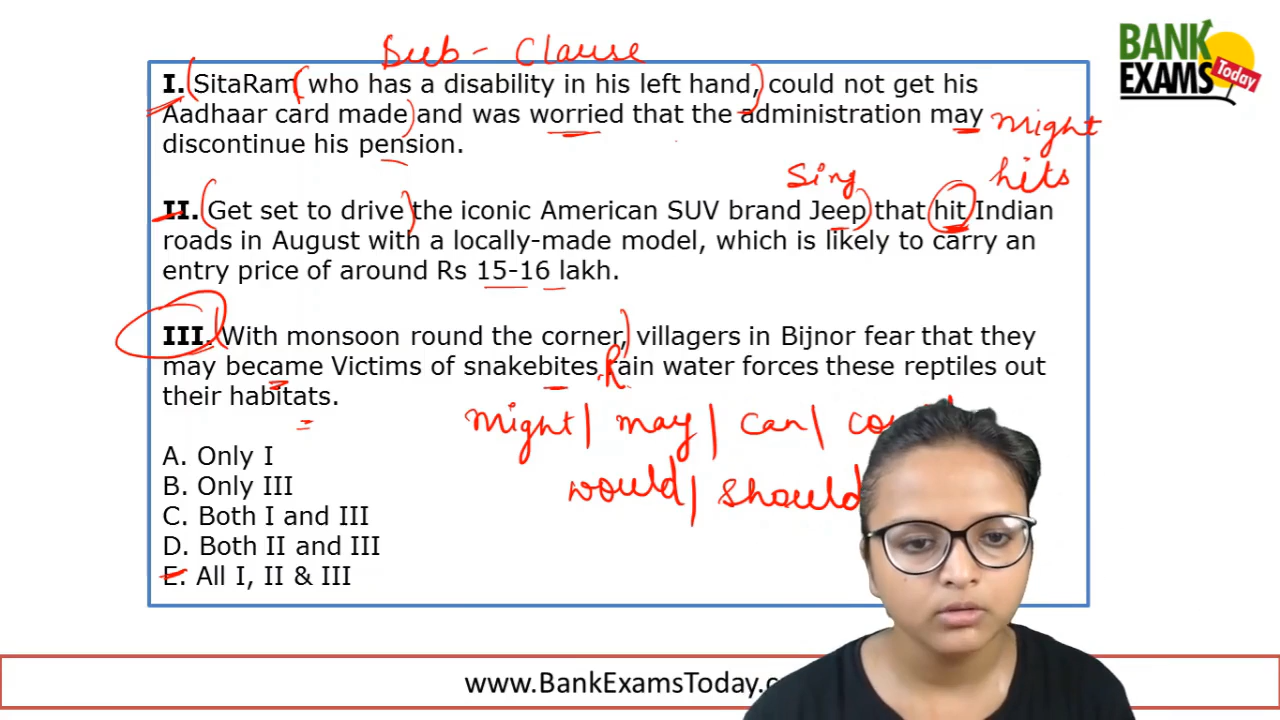 BANK
EXAMS
Today
Sub - Clause
I. SitaRam who has a disability in his left hand, could not get his
Aadhaar card made and was worried that the administration may might
discontinue his pension.
Sing hits
II. Get set to drive the iconic American SUV brand Jeep that hit Indian
roads in August with a locally-made model, which is likely to carry an
entry price of around Rs 15-16 lakh.
III. With monsoon round the corner, villagers in Bijnor fear that they
may became Victims of snakebites. Rain water forces these reptiles out
their habitats.
might | may | can |
would | should
A. Only I
B. Only III
C. Both I and III
D. Both II and III
E. All I, II & III
www.BankExamsToday.